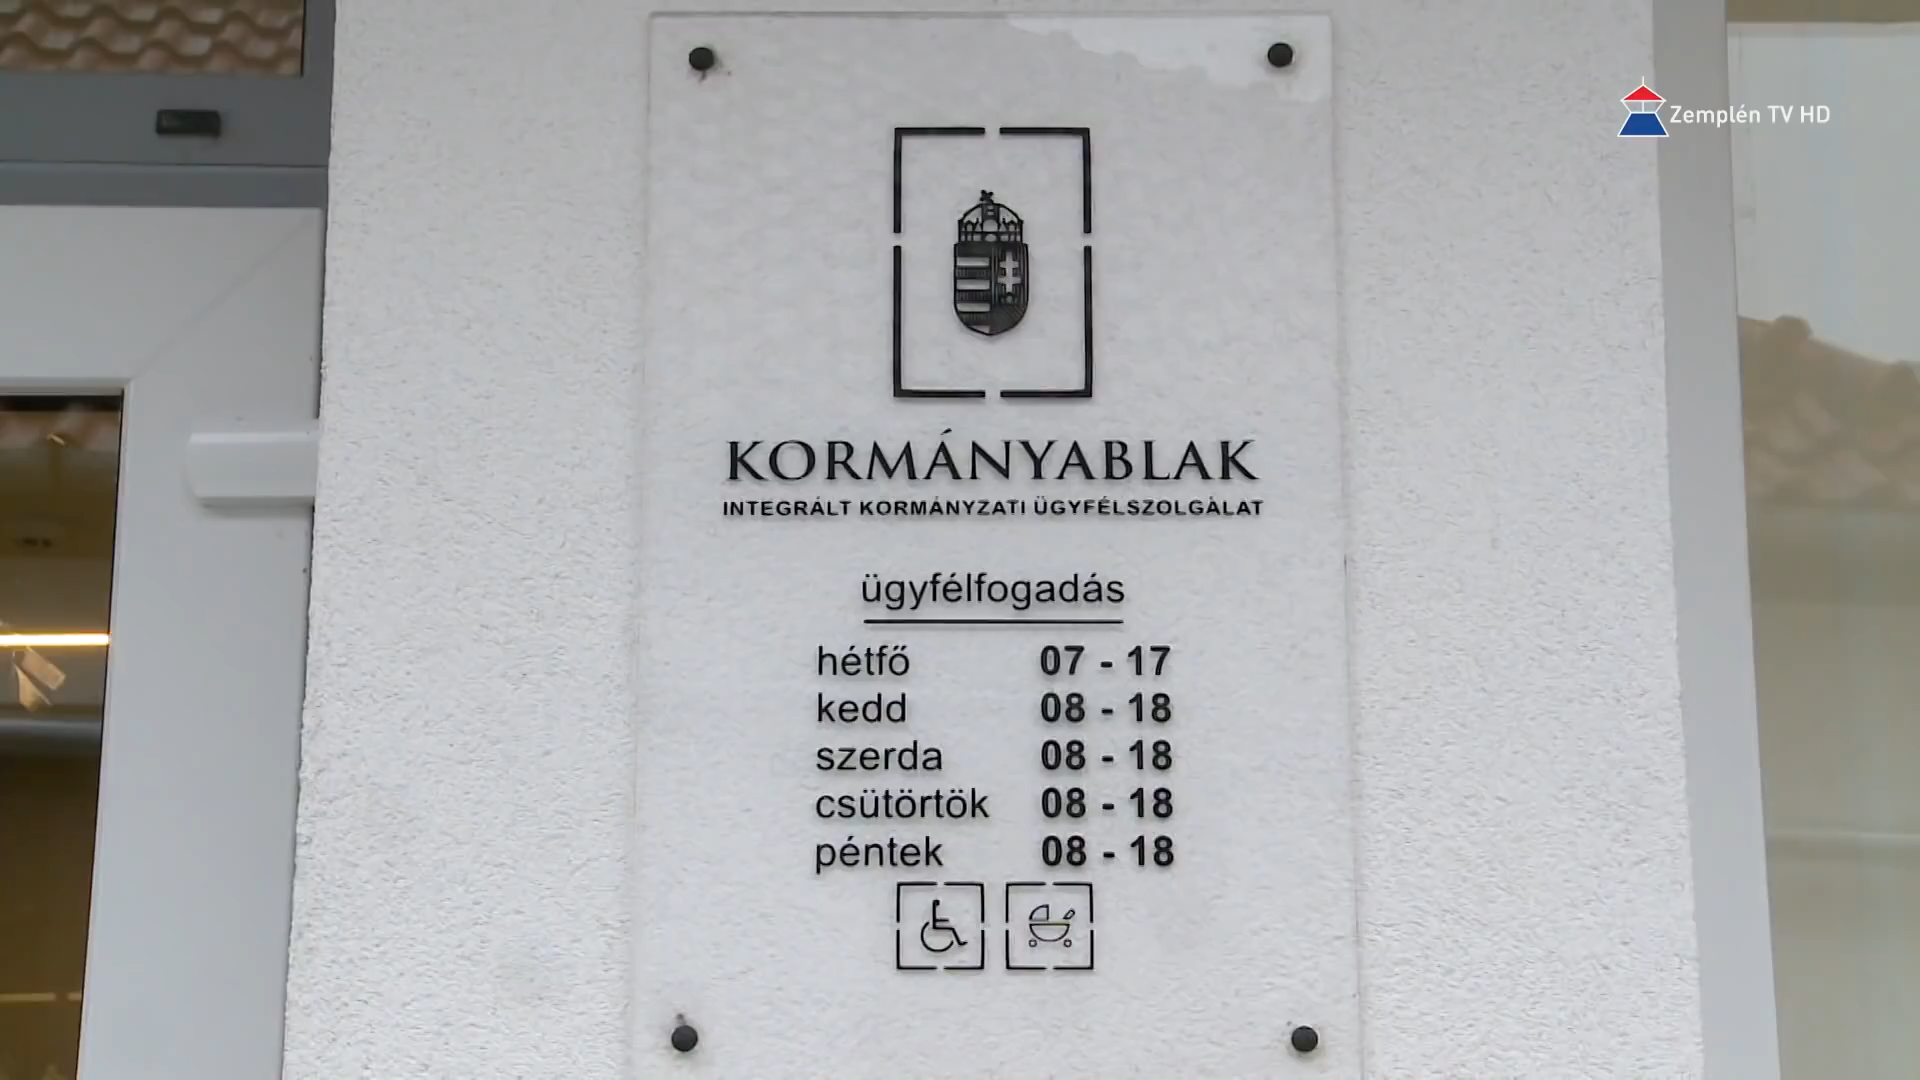 Zemplén TV HD
KORMÁNYABLAK
INTEGRÁLT KORMÁNYZATI ÜGYFÉLSZOLGÁLAT
ügyfélfogadás
hétfő 07 - 17
kedd 08 - 18
szerda 08 - 18
csütörtök 08 - 18
péntek 08 - 18